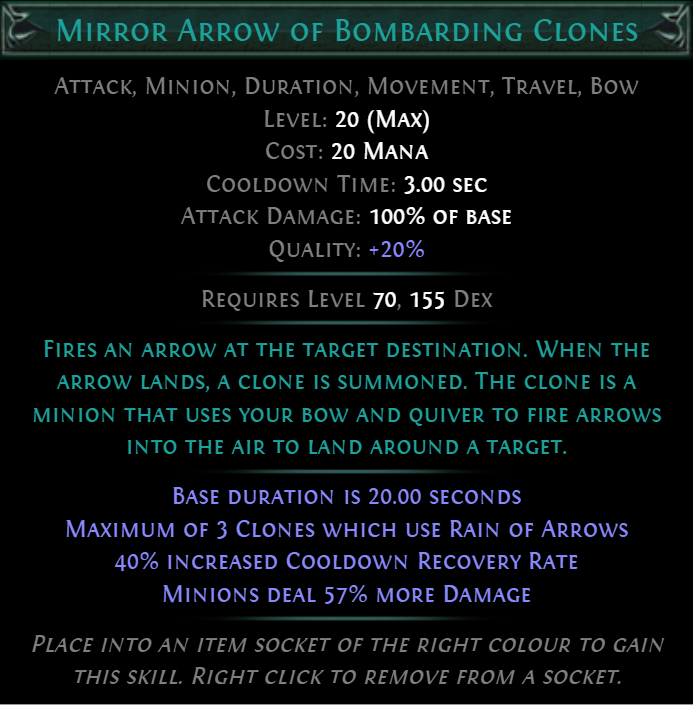 Mirror Arrow of Bombarding Clones
Attack, Minion, Duration, Movement, Travel, Bow
Level: 20 (Max)
Cost: 20 Mana
Cooldown Time: 3.00 sec
Attack Damage: 100% of base
Quality: +20%
Requires Level 70, 155 Dex
Fires an arrow at the target destination. When the
arrow lands, a clone is summoned. The clone is a
minion that uses your bow and quiver to fire arrows
into the air to land around a target.
Base duration is 20.00 seconds
Maximum of 3 Clones which use Rain of Arrows
40% increased Cooldown Recovery Rate
Minions deal 57% more Damage
Place into an item socket of the right colour to gain
this skill. Right click to remove from a socket.